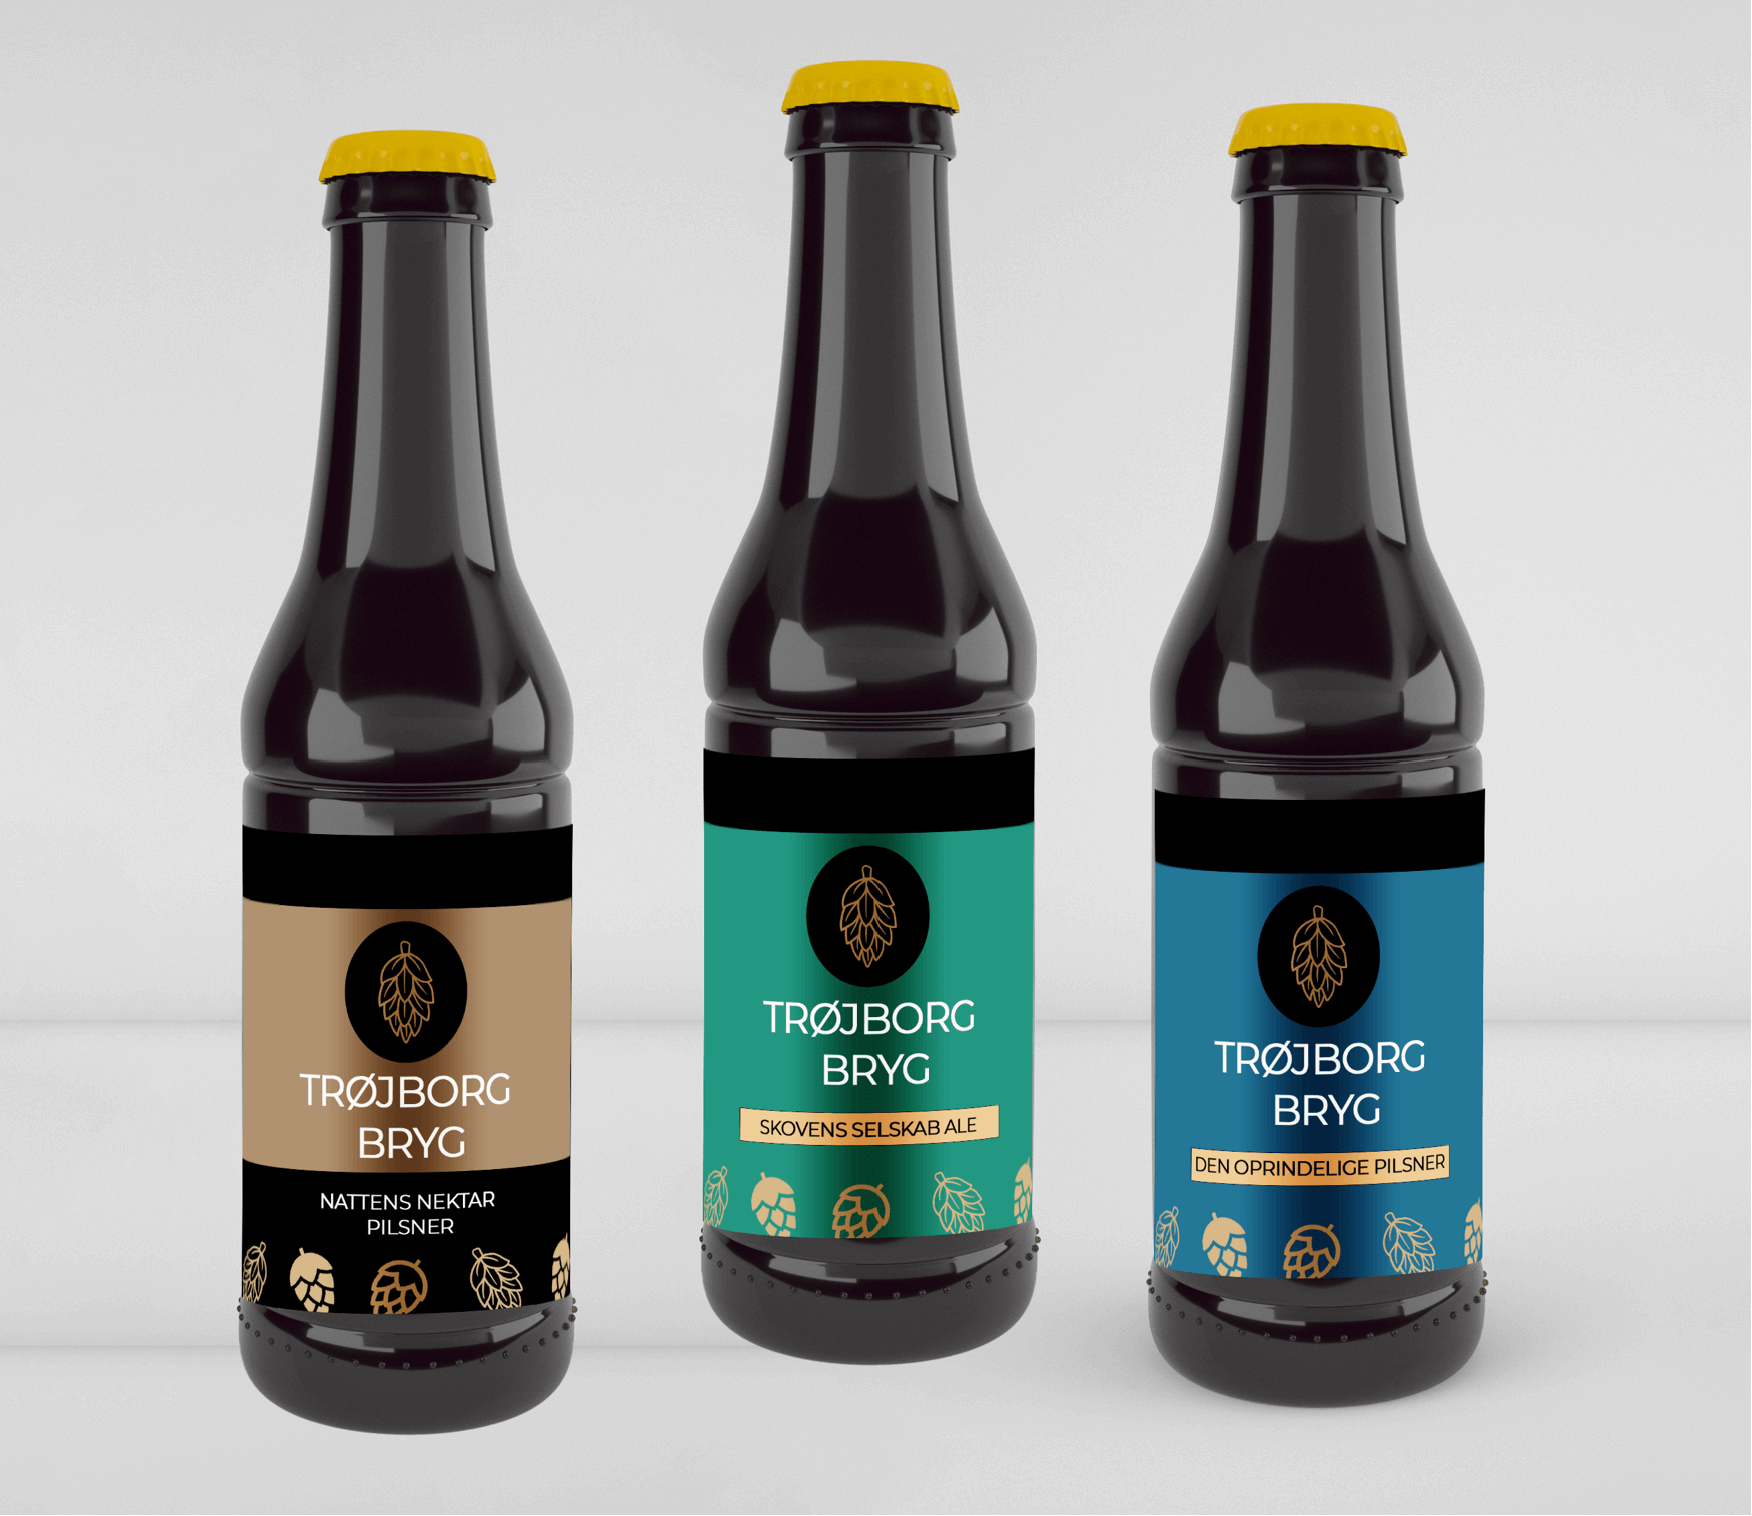 TRØJBORG
BRYG
NATTENS NEKTAR
PILSNER
TRØJBORG
BRYG
SKOVENS SELSKAB ALE
TRØJBORG
BRYG
DEN OPRINDELIGE PILSNER